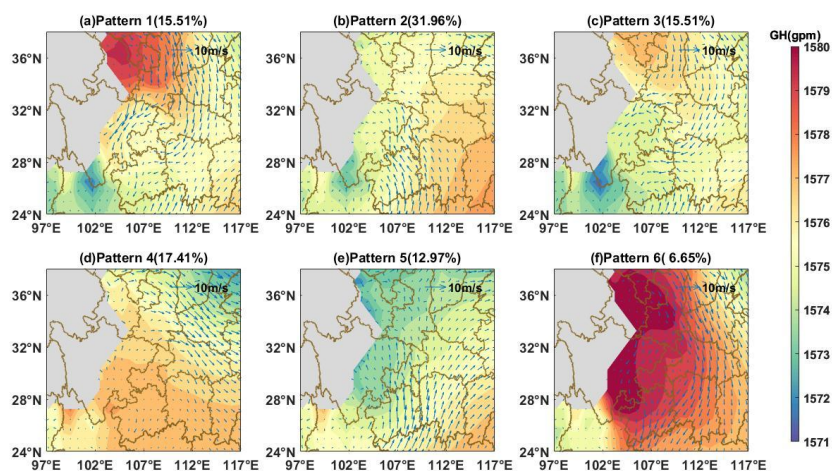 (a)Pattern 1(15.51%)
(b)Pattern 2(31.96%)
(c)Pattern 3(15.51%)
GH(gpm)
36°N
32°N
28°N
24°N
10m/s
97°E
102°E
107°E
112°E
117°E
36°N
32°N
28°N
24°N
10m/s
97°E
102°E
107°E
112°E
117°E
36°N
32°N
28°N
24°N
10m/s
97°E
102°E
107°E
112°E
117°E
(d)Pattern 4(17.41%)
(e)Pattern 5(12.97%)
(f)Pattern 6( 6.65%)
36°N
32°N
28°N
24°N
10m/s
97°E
102°E
107°E
112°E
117°E
36°N
32°N
28°N
24°N
10m/s
97°E
102°E
107°E
112°E
117°E
36°N
32°N
28°N
24°N
10m/s
97°E
102°E
107°E
112°E
117°E
1580
1579
1578
1577
1576
1575
1574
1573
1572
1571